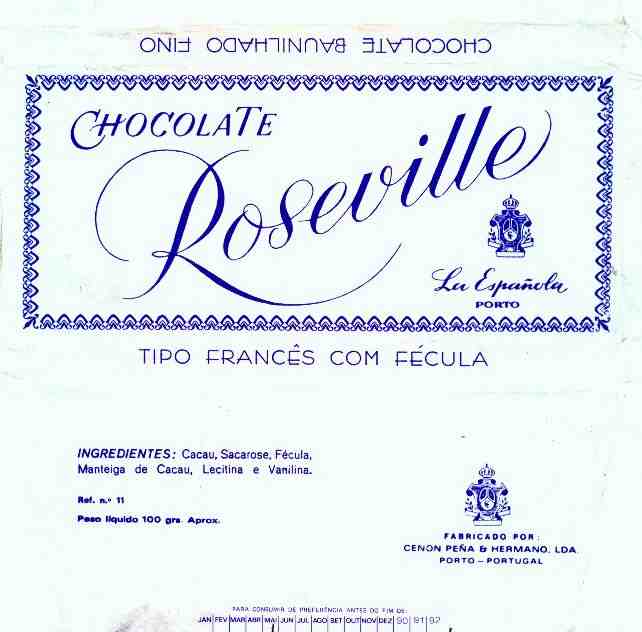 CHOCOLATE BAUNILHADO FINO
CHOCOLATE
Roseville
La Española
PORTO
TIPO FRANCÊS COM FÉCULA
INGREDIENTES: Cacau, Sacarose, Fécula,
Manteiga de Cacau, Lecitina e Vanilina.
Ref. n.º 11
Peso líquido 100 grs. Aprox.
FABRICADO POR:
CENON PEÑA & HERMANO, LDA.
PORTO - PORTUGAL
PARA CONSUMIR DE PREFERÊNCIA ANTES DO FIM DE:
JAN FEV MAR ABR MAI JUN JUL AGO SET OUT NOV DEZ 90 91 92